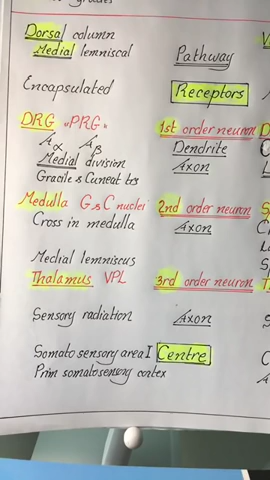 Dorsal column
Medial lemniscal
Pathway
Encapsulated
Receptors
DRG "PRG"
1st order neuron
Aα Aβ
Dendrite
Medial division
Axon
Gracile & Cuneat trs
Medulla G&C nuclei
2nd order neuron
Cross in medulla
Axon
Medial lemniscus
Thalamus VPL
3rd order neuron
Sensory radiation
Axon
Somato sensory area I
Centre
Prim somatosensory cortex